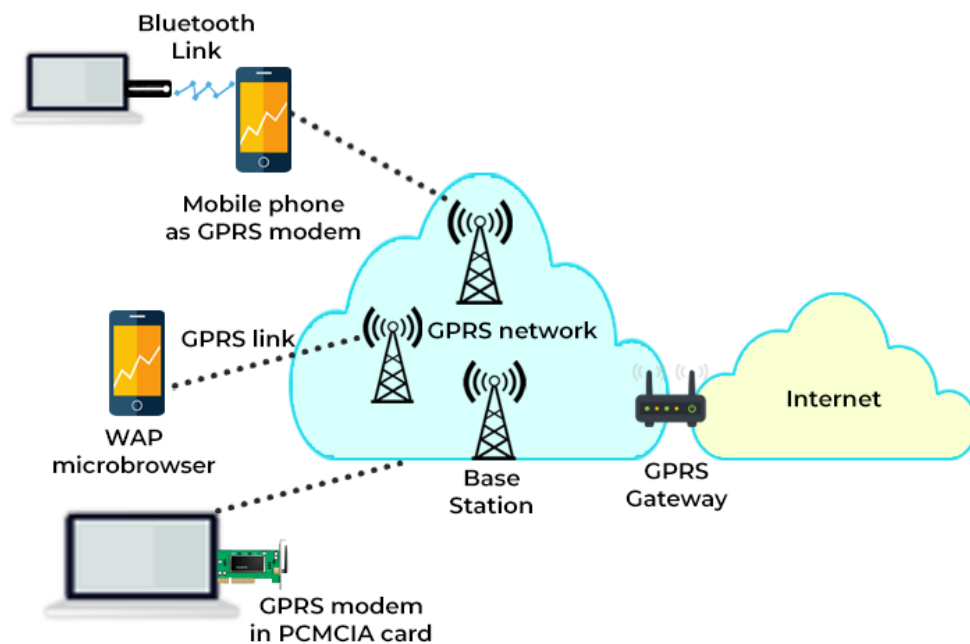 Bluetooth
Link
Mobile phone
as GPRS modem
GPRS link
GPRS network
WAP
microbrowser
Base
Station
GPRS
Gateway
Internet
GPRS modem
in PCMCIA card